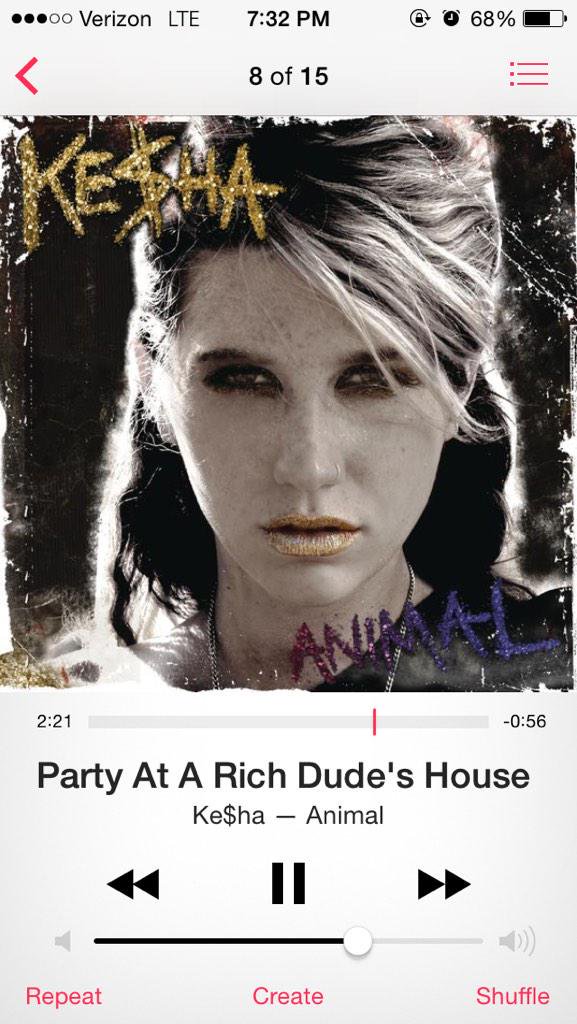 Verizon LTE 7:32 PM 68%
8 of 15
KE$HA
ANIMAL
2:21 -0:56
Party At A Rich Dude's House
Ke$ha — Animal
Repeat Create Shuffle